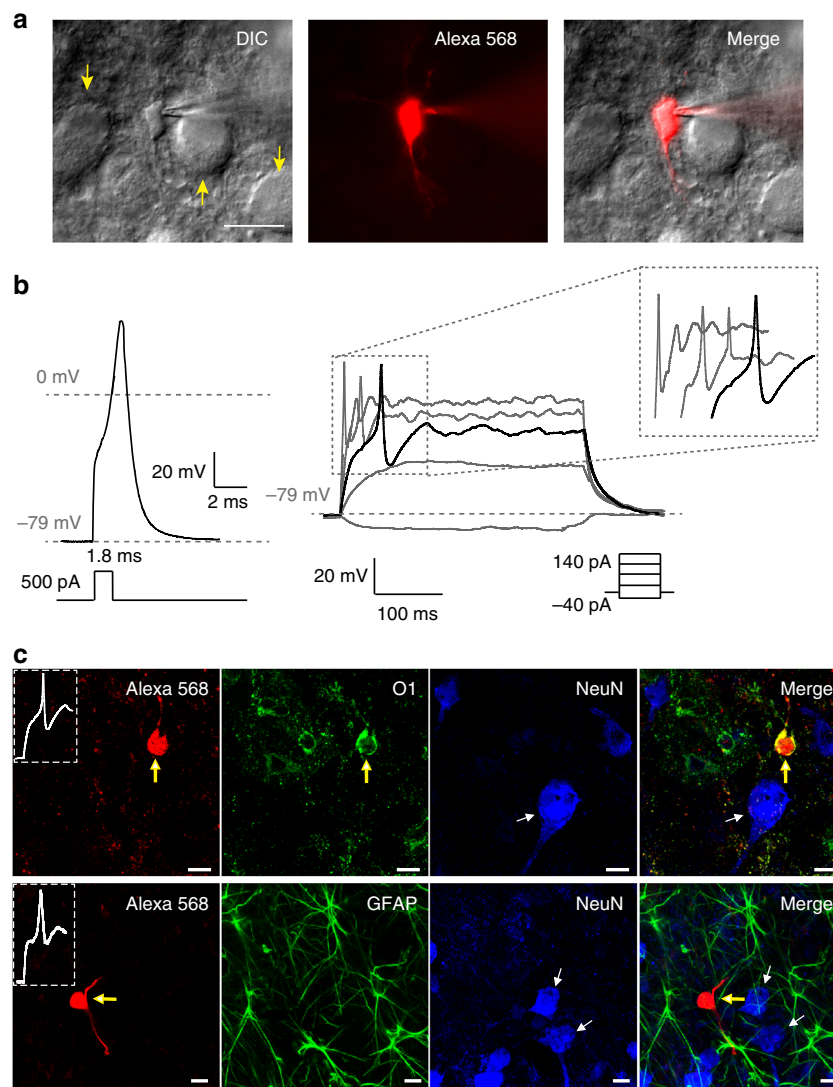 a
DIC
Alexa 568
Merge
b
0 mV
–79 mV
20 mV
2 ms
1.8 ms
500 pA
–79 mV
20 mV
100 ms
140 pA
–40 pA
c
Alexa 568
O1
NeuN
Merge
Alexa 568
GFAP
NeuN
Merge